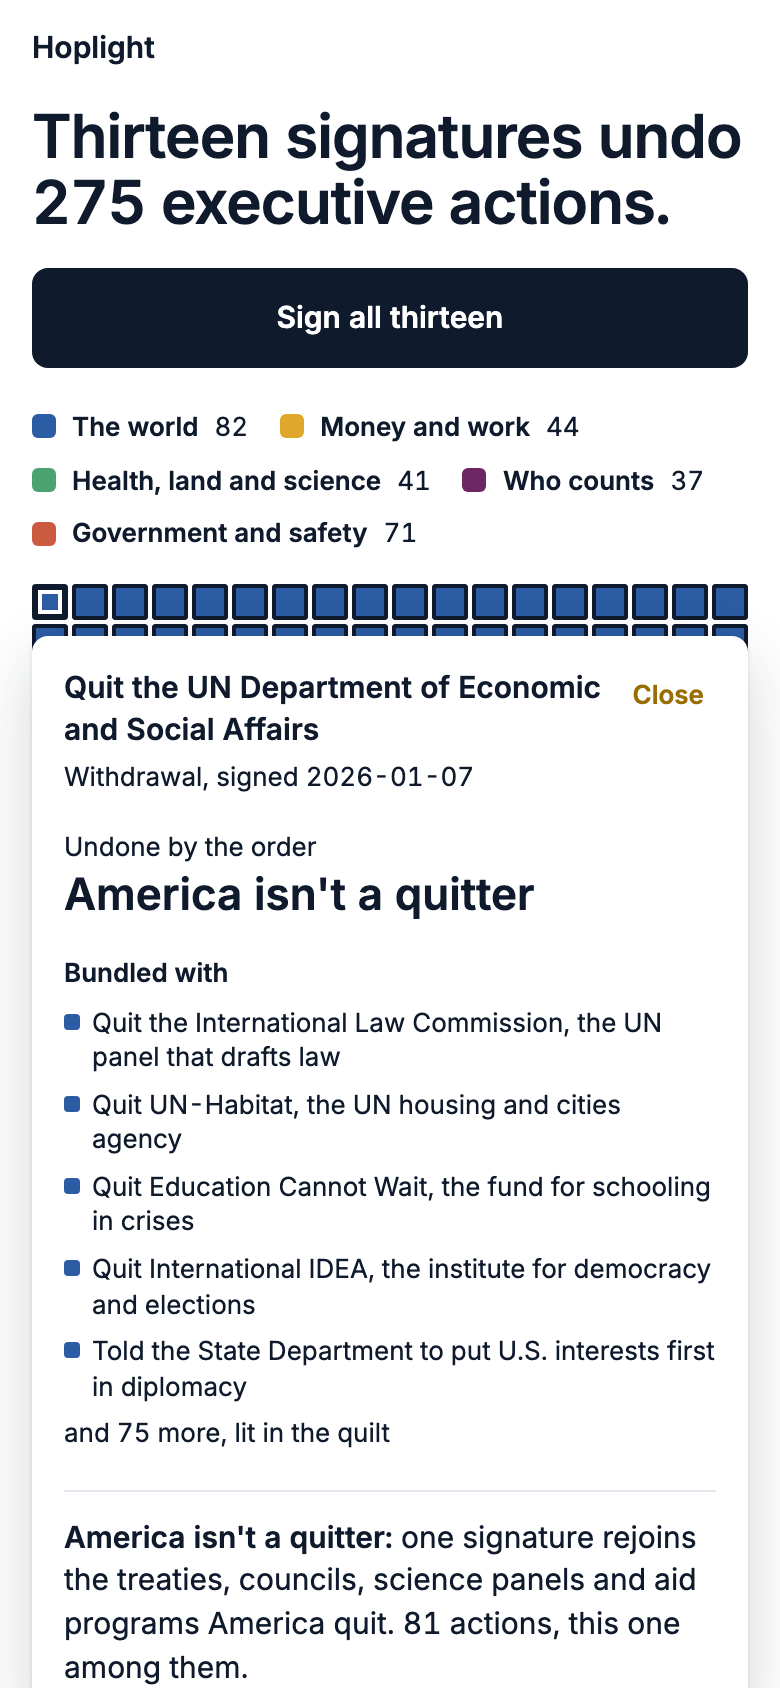 Hoplight
Thirteen signatures undo
275 executive actions.
Sign all thirteen
The world 82 Money and work 44
Health, land and science 41 Who counts 37
Government and safety 71
Quit the UN Department of Economic
and Social Affairs
Close
Withdrawal, signed 2026-01-07
Undone by the order
America isn't a quitter
Bundled with
Quit the International Law Commission, the UN
panel that drafts law
Quit UN-Habitat, the UN housing and cities
agency
Quit Education Cannot Wait, the fund for schooling
in crises
Quit International IDEA, the institute for democracy
and elections
Told the State Department to put U.S. interests first
in diplomacy
and 75 more, lit in the quilt
America isn't a quitter: one signature rejoins
the treaties, councils, science panels and aid
programs America quit. 81 actions, this one
among them.